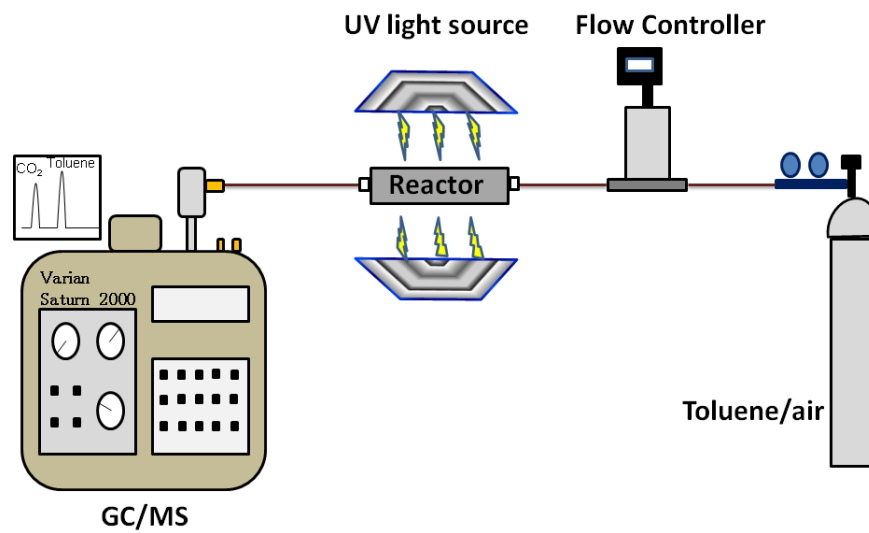 UV light source
Flow Controller
CO₂ Toluene
Reactor
Varian
Saturn 2000
Toluene/air
GC/MS